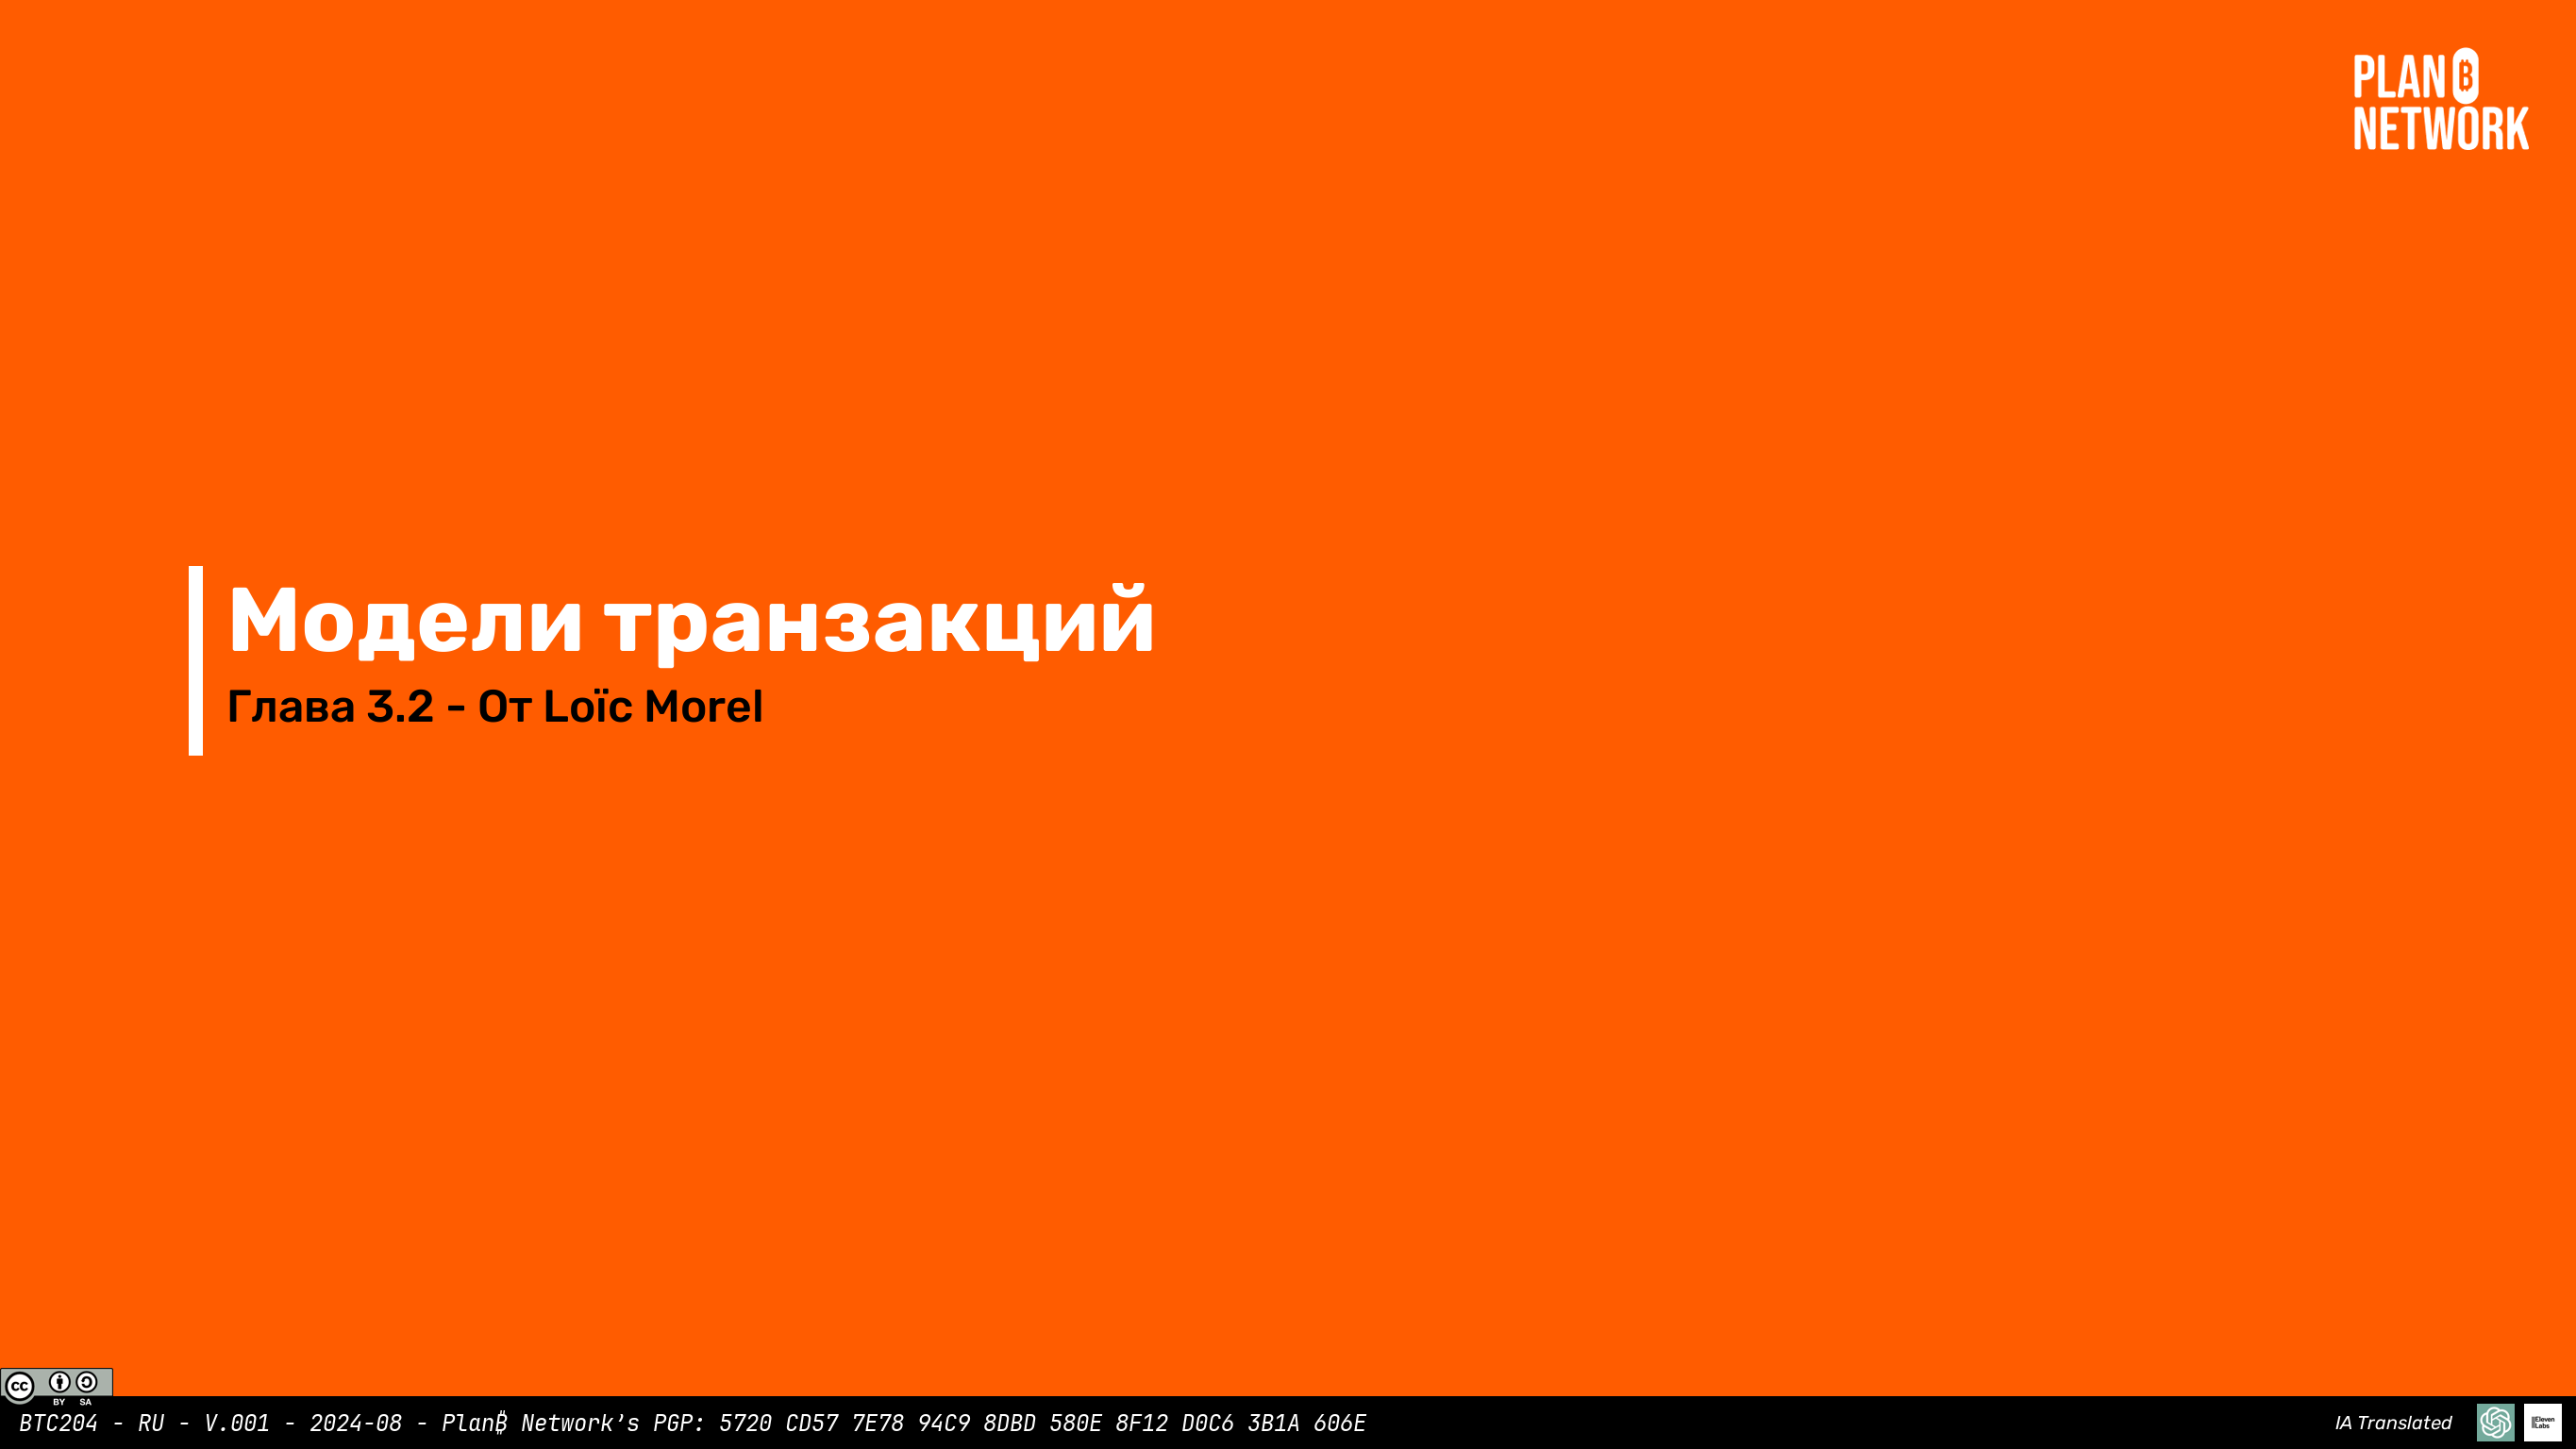 PLAN ₿
NETWORK
Модели транзакций
Глава 3.2 - От Loïc Morel
CC BY SA
BTC204 - RU - V.001 - 2024-08 - Plan₿ Network’s PGP: 5720 CD57 7E78 94C9 8DBD 580E 8F12 D0C6 3B1A 606E
IA Translated
IIElevenLabs